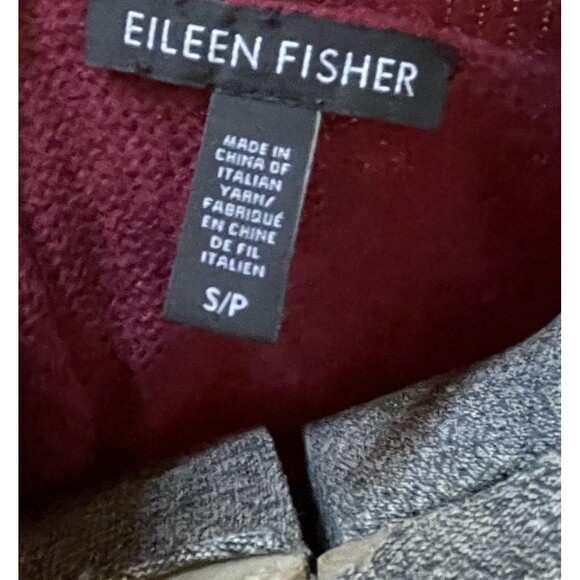 EILEEN FISHER
MADE IN
CHINA OF
ITALIAN
YARN/
FABRIQUÉ
EN CHINE
DE FIL
ITALIEN
S/P